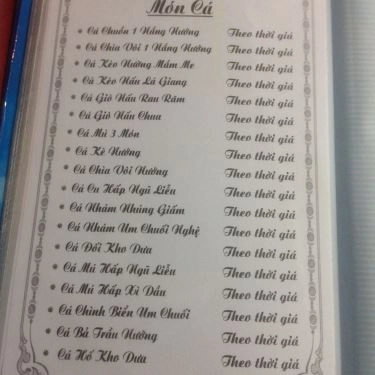 Món Cá
Cá Chuồn 1 Nắng Nướng Theo thời giá
Cá Chìa Vôi 1 Nắng Nướng Theo thời giá
Cá Kèo Nướng Mắm Me Theo thời giá
Cá Kèo Nấu Lá Giang Theo thời giá
Cá Giò Nấu Rau Răm Theo thời giá
Cá Giò Nấu Chua Theo thời giá
Cá Mú 3 Món Theo thời giá
Cá Kè Nướng Theo thời giá
Cá Chìa Vôi Nướng Theo thời giá
Cá Cu Hấp Ngũ Liễu Theo thời giá
Cá Nhám Nhúng Giấm Theo thời giá
Cá Nhám Um Chuối Nghệ Theo thời giá
Cá Đối Kho Dưa Theo thời giá
Cá Mú Hấp Ngũ Liễu Theo thời giá
Cá Mú Hấp Xì Dầu Theo thời giá
Cá Chình Biển Um Chuối Theo thời giá
Cá Bã Trầu Nướng Theo thời giá
Cá Hố Kho Dưa Theo thời giá